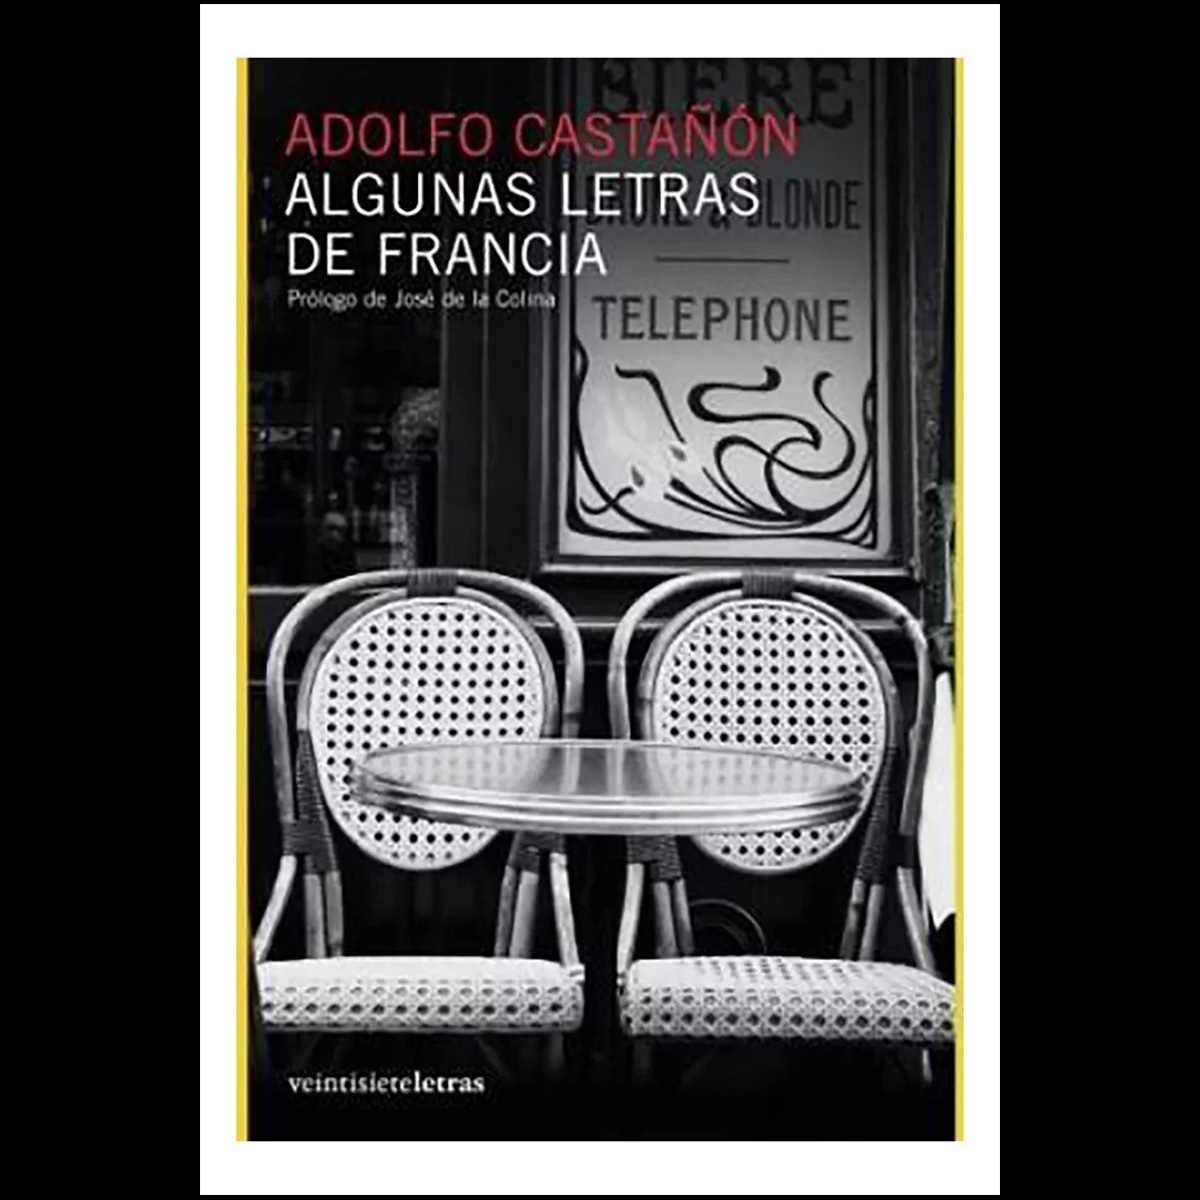 BIERE
ADOLFO CASTAÑÓN
ALGUNAS LETRAS
DE FRANCIA
Prólogo de José de la Colina
& BLONDE
TELEPHONE
veintisieteletras